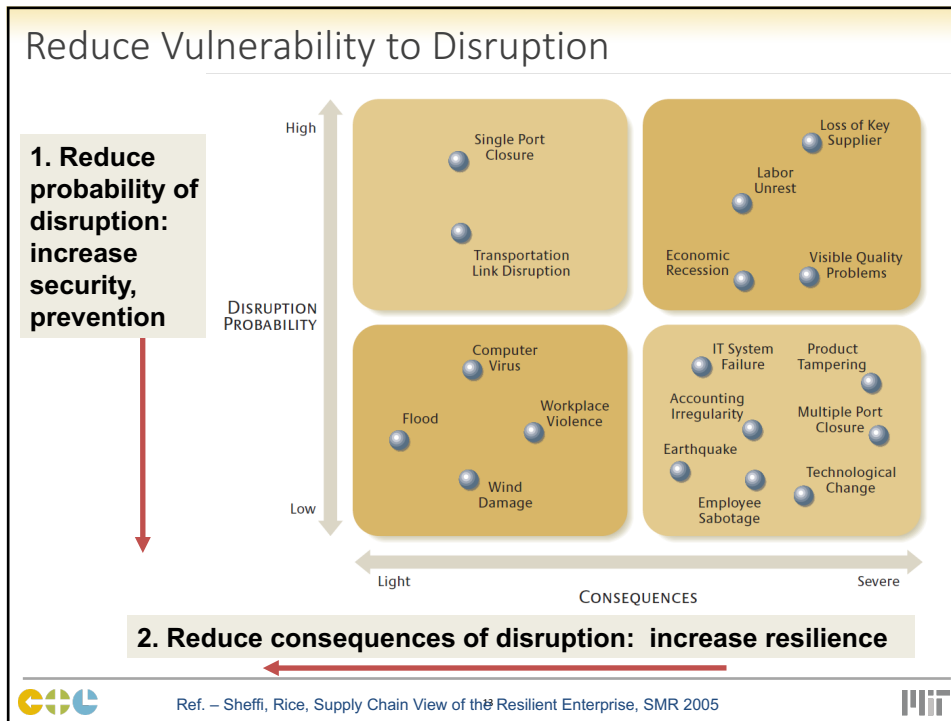 Reduce Vulnerability to Disruption
1. Reduce
probability of
disruption:
increase
security,
prevention
High
DISRUPTION
PROBABILITY
Low
Single Port
Closure
Transportation
Link Disruption
Loss of Key
Supplier
Labor
Unrest
Economic
Recession
Visible Quality
Problems
Computer
Virus
Flood
Workplace
Violence
Wind
Damage
IT System
Failure
Product
Tampering
Accounting
Irregularity
Multiple Port
Closure
Earthquake
Employee
Sabotage
Technological
Change
Light
Severe
CONSEQUENCES
2. Reduce consequences of disruption: increase resilience
Ref. – Sheffi, Rice, Supply Chain View of the Resilient Enterprise, SMR 2005